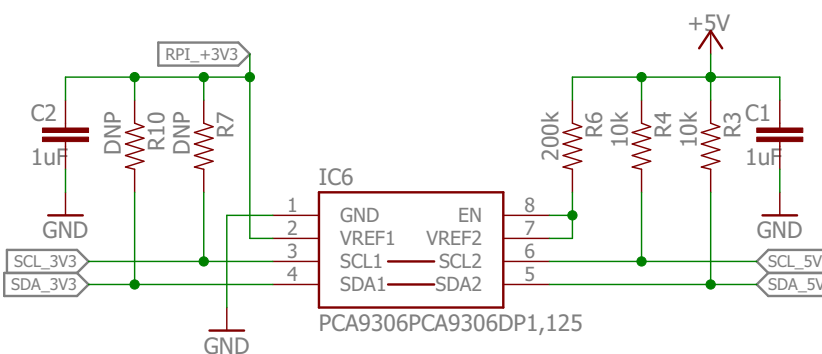 +5V
RPI_+3V3
C2
1uF
GND
DNP
R10
DNP
R7
200k
R6
10k
R4
10k
R3
C1
1uF
GND
IC6
1 GND EN 8
2 VREF1 VREF2 7
3 SCL1 SCL2 6
4 SDA1 SDA2 5
SCL_3V3
SDA_3V3
SCL_5V
SDA_5V
PCA9306PCA9306DP1,125
GND